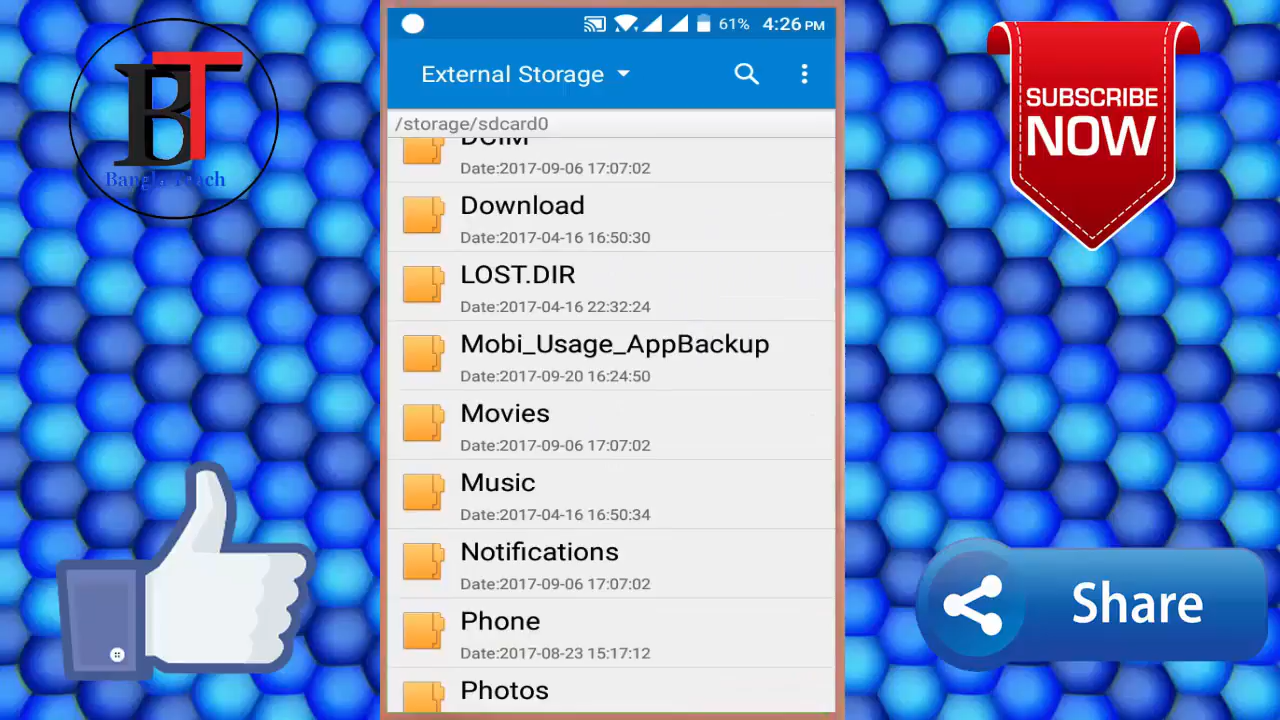 BT
Bangla Teach
61% 4:26 PM
External Storage
/storage/sdcard0
DCIM
Date:2017-09-06 17:07:02
Download
Date:2017-04-16 16:50:30
LOST.DIR
Date:2017-04-16 22:32:24
Mobi_Usage_AppBackup
Date:2017-09-20 16:24:50
Movies
Date:2017-09-06 17:07:02
Music
Date:2017-04-16 16:50:34
Notifications
Date:2017-09-06 17:07:02
Phone
Date:2017-08-23 15:17:12
Photos
SUBSCRIBE
NOW
Share